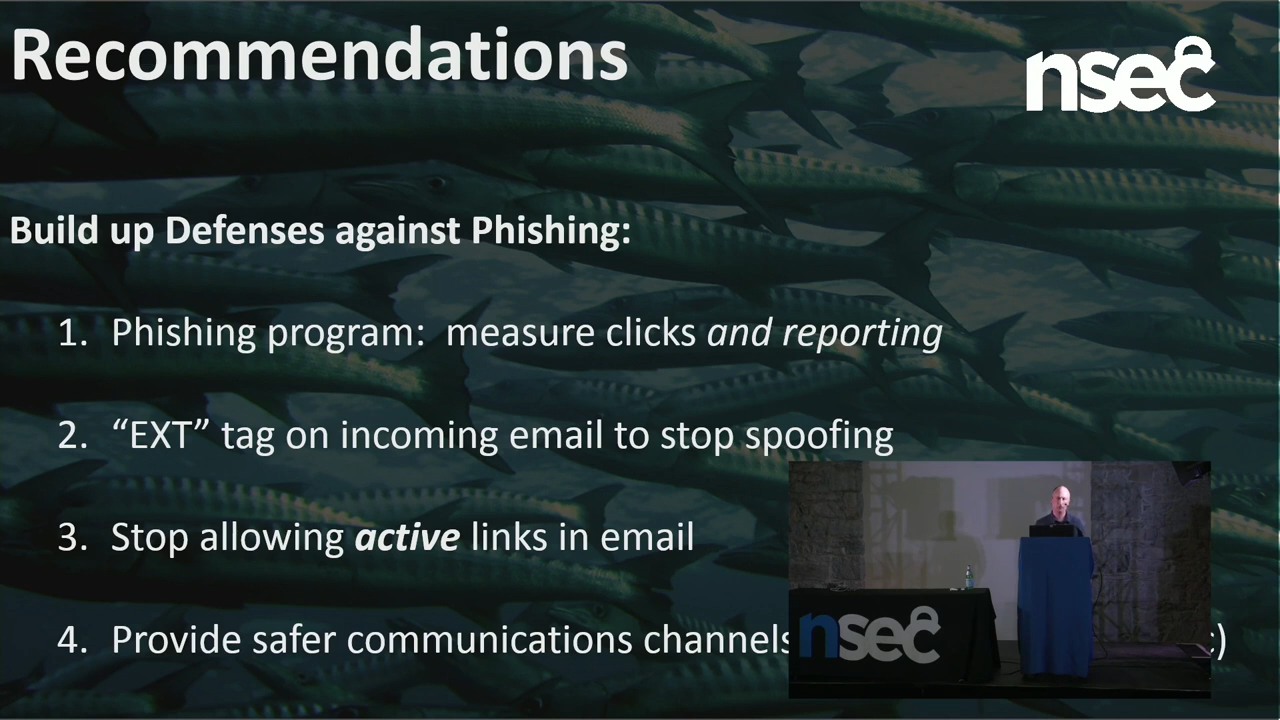 Recommendations
nsec
Build up Defenses against Phishing:
1. Phishing program: measure clicks and reporting
2. “EXT” tag on incoming email to stop spoofing
3. Stop allowing active links in email
4. Provide safer communications channels
nsec